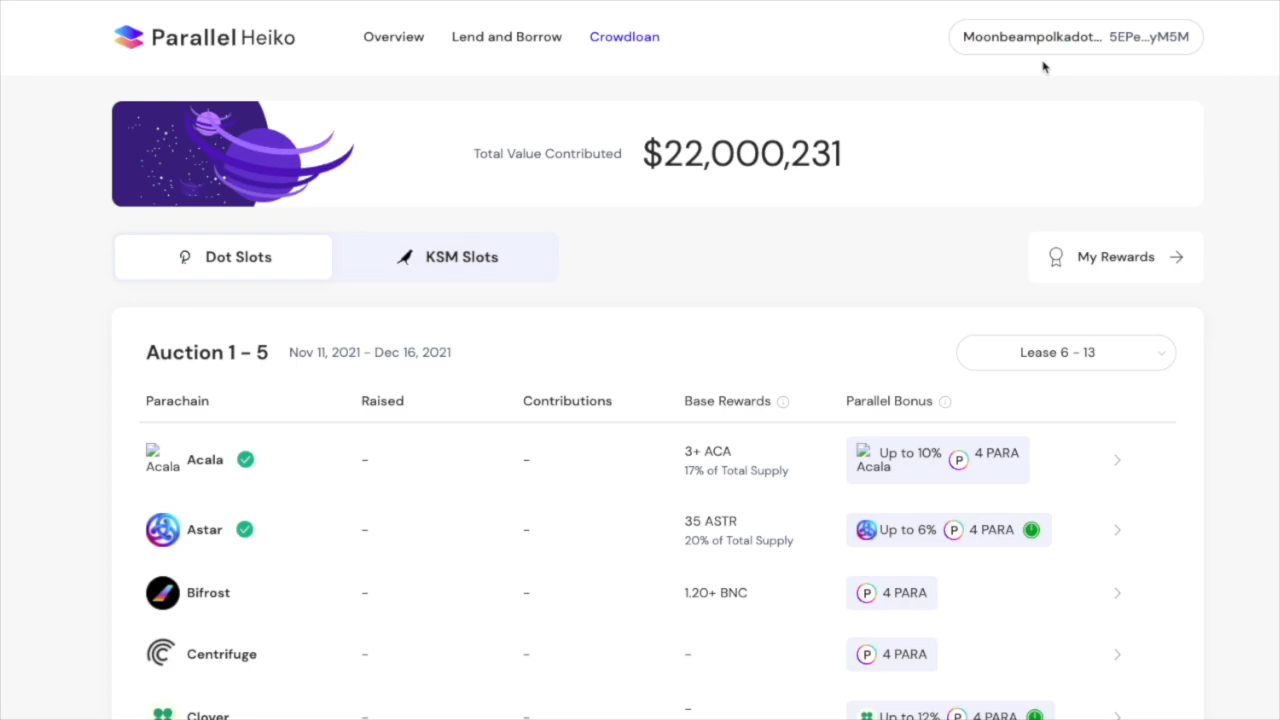 Parallel Heiko Overview Lend and Borrow Crowdloan Moonbeampolkadot... 5EPe...yM5M
Total Value Contributed $22,000,231
Dot Slots KSM Slots My Rewards
Auction 1 - 5 Nov 11, 2021 - Dec 16, 2021 Lease 6 - 13
Parachain Raised Contributions Base Rewards Parallel Bonus
Acala Acala - - 3+ ACA 17% of Total Supply Acala Up to 10% P 4 PARA
Astar - - 35 ASTR 20% of Total Supply Up to 6% P 4 PARA
Bifrost - - 1.20+ BNC P 4 PARA
Centrifuge - - - P 4 PARA
Clover - Up to 12% P 4 PARA